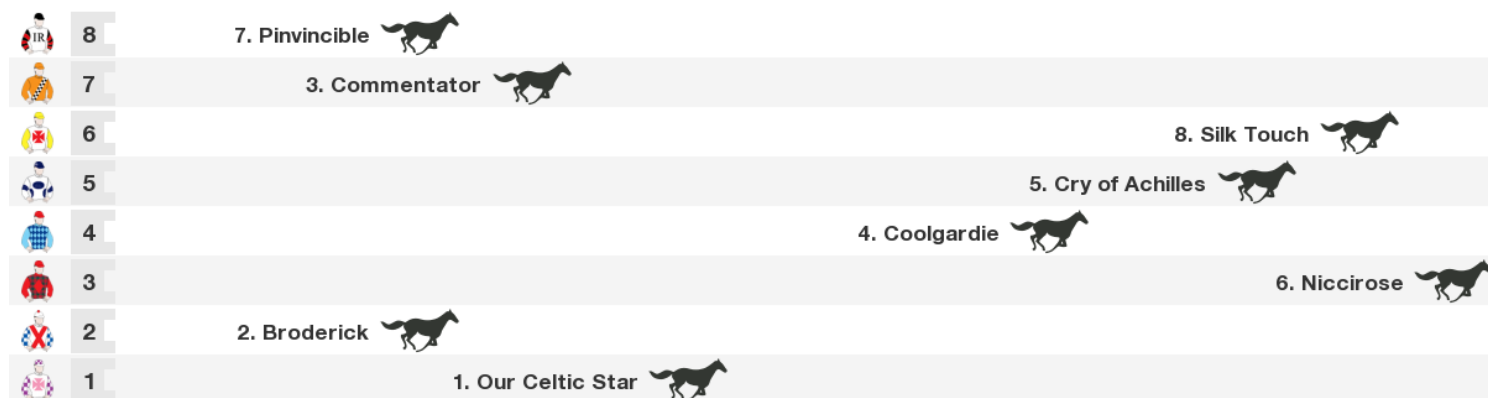 IR 8 7. Pinvincible
7 3. Commentator
6 8. Silk Touch
5 5. Cry of Achilles
4 4. Coolgardie
3 6. Niccirose
2 2. Broderick
1 1. Our Celtic Star